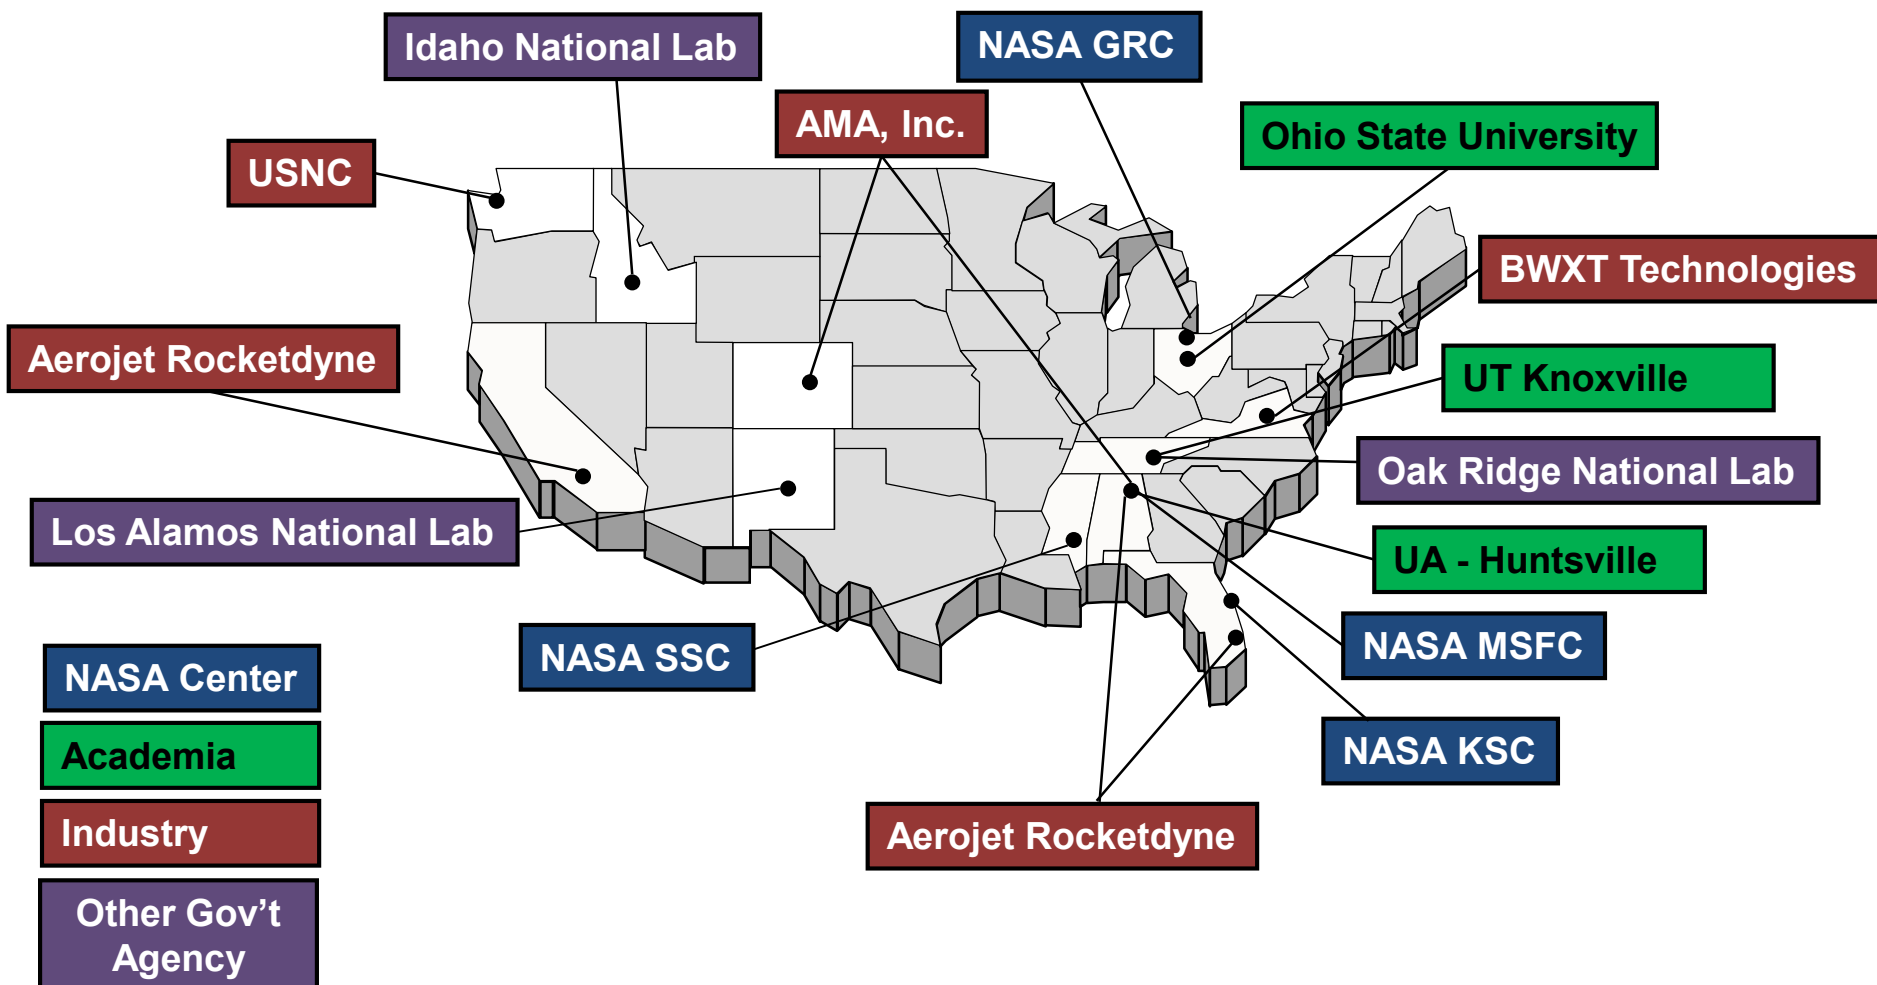 Idaho National Lab
NASA GRC
AMA, Inc.
Ohio State University
USNC
BWXT Technologies
Aerojet Rocketdyne
UT Knoxville
Oak Ridge National Lab
Los Alamos National Lab
UA - Huntsville
NASA SSC
NASA MSFC
NASA KSC
Aerojet Rocketdyne
NASA Center
Academia
Industry
Other Gov’t
Agency